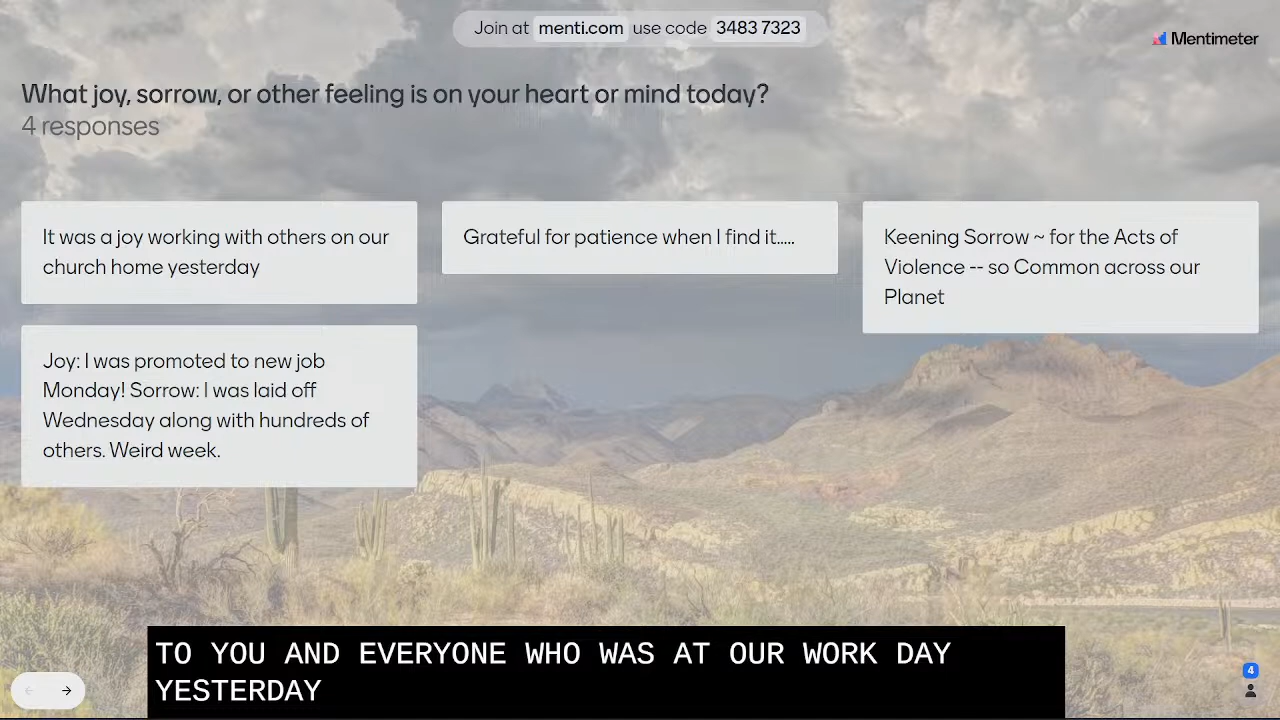 Join at menti.com use code 3483 7323
Mentimeter
What joy, sorrow, or other feeling is on your heart or mind today?
4 responses
It was a joy working with others on our
church home yesterday
Grateful for patience when I find it.....
Keening Sorrow ~ for the Acts of
Violence -- so Common across our
Planet
Joy: I was promoted to new job
Monday! Sorrow: I was laid off
Wednesday along with hundreds of
others. Weird week.
TO YOU AND EVERYONE WHO WAS AT OUR WORK DAY
YESTERDAY
4